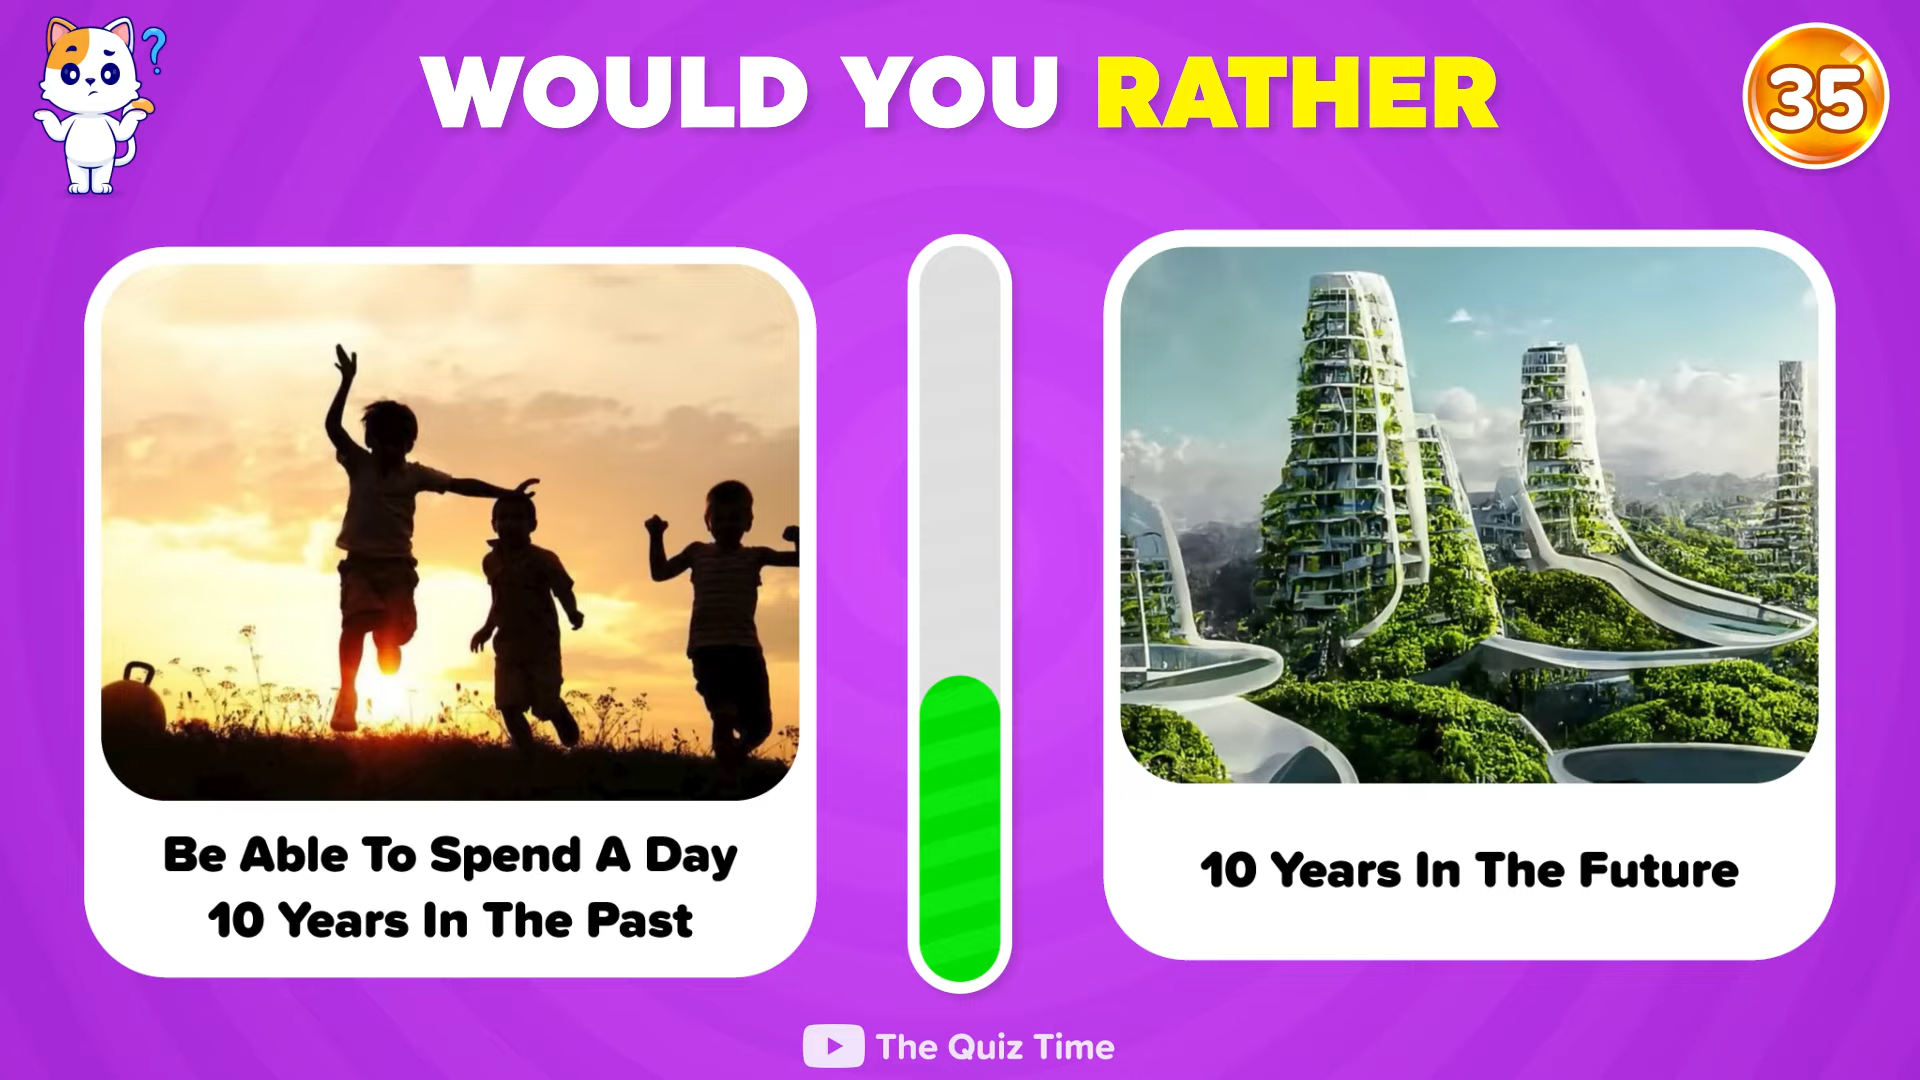 WOULD YOU RATHER
35
?
Be Able To Spend A Day
10 Years In The Past
10 Years In The Future
The Quiz Time